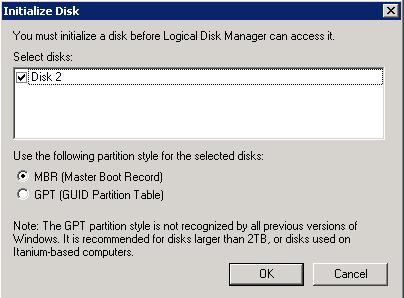 Initialize Disk
You must initialize a disk before Logical Disk Manager can access it.
Select disks:
Disk 2
Use the following partition style for the selected disks:
MBR (Master Boot Record)
GPT (GUID Partition Table)
Note: The GPT partition style is not recognized by all previous versions of
Windows. It is recommended for disks larger than 2TB, or disks used on
Itanium-based computers.
OK Cancel